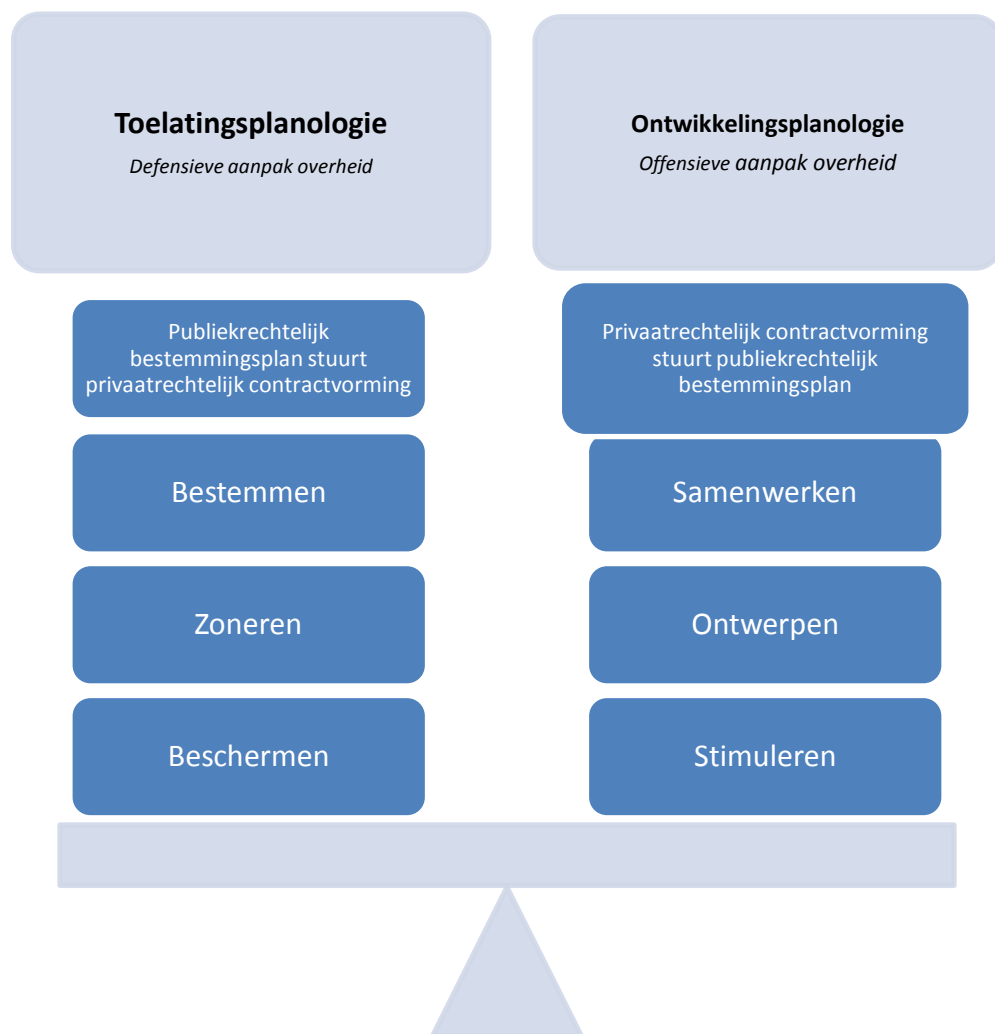 Toelatingsplanologie
Defensieve aanpak overheid
Publiekrechtelijk
bestemmingsplan stuurt
privaatrechtelijk contractvorming
Bestemmen
Zoneren
Beschermen
Ontwikkelingsplanologie
Offensieve aanpak overheid
Privaatrechtelijk contractvorming
stuurt publiekrechtelijk
bestemmingsplan
Samenwerken
Ontwerpen
Stimuleren